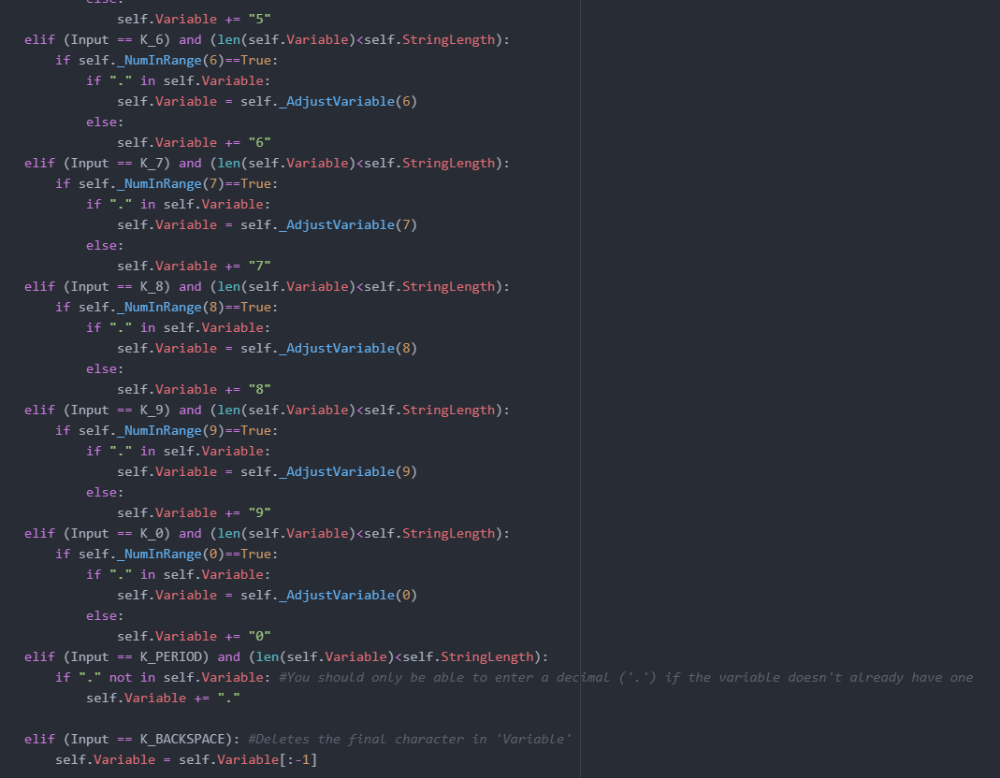 else:
self.Variable += "5"
elif (Input == K_6) and (len(self.Variable)<self.StringLength):
if self._NumInRange(6)==True:
if "." in self.Variable:
self.Variable = self._AdjustVariable(6)
else:
self.Variable += "6"
elif (Input == K_7) and (len(self.Variable)<self.StringLength):
if self._NumInRange(7)==True:
if "." in self.Variable:
self.Variable = self._AdjustVariable(7)
else:
self.Variable += "7"
elif (Input == K_8) and (len(self.Variable)<self.StringLength):
if self._NumInRange(8)==True:
if "." in self.Variable:
self.Variable = self._AdjustVariable(8)
else:
self.Variable += "8"
elif (Input == K_9) and (len(self.Variable)<self.StringLength):
if self._NumInRange(9)==True:
if "." in self.Variable:
self.Variable = self._AdjustVariable(9)
else:
self.Variable += "9"
elif (Input == K_0) and (len(self.Variable)<self.StringLength):
if self._NumInRange(0)==True:
if "." in self.Variable:
self.Variable = self._AdjustVariable(0)
else:
self.Variable += "0"
elif (Input == K_PERIOD) and (len(self.Variable)<self.StringLength):
if "." not in self.Variable: #You should only be able to enter a decimal ('.') if the variable doesn't already have one
self.Variable += "."
elif (Input == K_BACKSPACE): #Deletes the final character in 'Variable'
self.Variable = self.Variable[:-1]